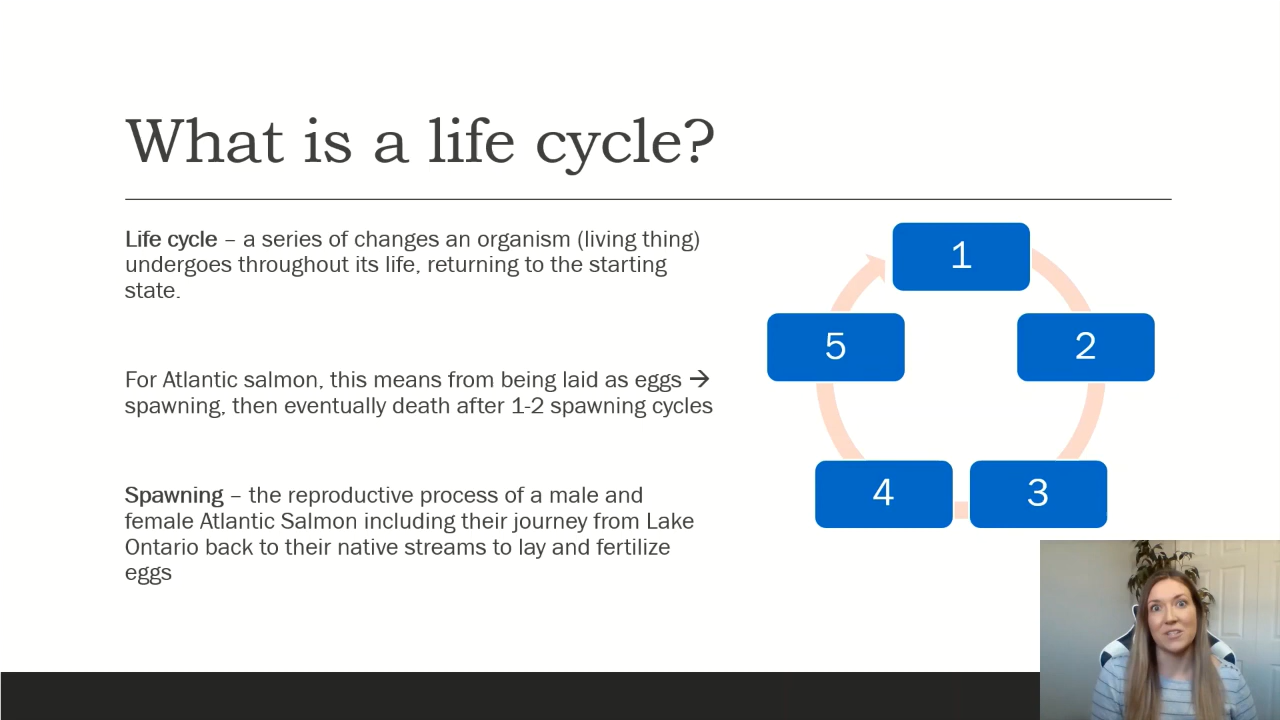 What is a life cycle?
Life cycle – a series of changes an organism (living thing)
undergoes throughout its life, returning to the starting
state.
For Atlantic salmon, this means from being laid as eggs →
spawning, then eventually death after 1-2 spawning cycles
Spawning – the reproductive process of a male and
female Atlantic Salmon including their journey from Lake
Ontario back to their native streams to lay and fertilize
eggs
1
2
3
4
5